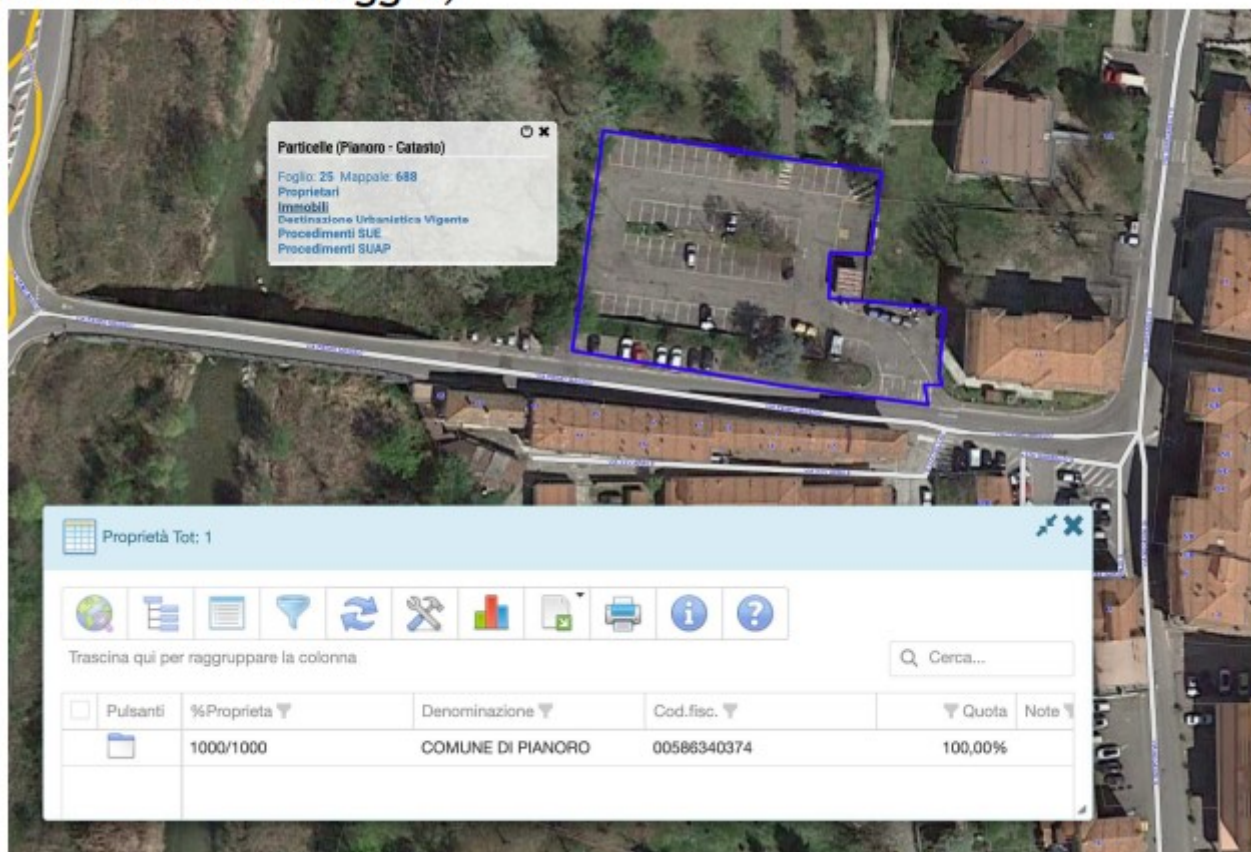 Particelle (Pianoro - Catasto)
Foglio: 25 Mappale: 688
Proprietari
Immobili
Destinazione Urbanistica Vigente
Procedimenti SUE
Procedimenti SUAP
Proprietà Tot: 1
Trascina qui per raggruppare la colonna
Cerca...
Pulsanti %Proprieta Denominazione Cod.fisc. Quota Note
1000/1000 COMUNE DI PIANORO 00586340374 100,00%